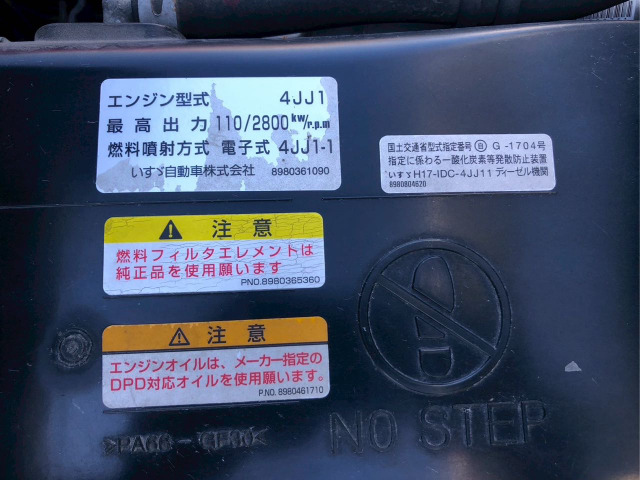 エンジン型式 4JJ1
最高出力 110/2800 kW/r.p.m
燃料噴射方式 電子式 4JJ1-1
いすゞ自動車株式会社 8980361090
国土交通省型式指定番号 Ⓑ G -1704号
指定に係わる一酸化炭素等発散防止装置
いすゞ H17-IDC-4JJ11 ディーゼル機関
8980804620
注意
燃料フィルタエレメントは
純正品を使用願います
PNO.8980365360
注意
エンジンオイルは、メーカー指定の
DPD対応オイルを使用願います。
P.NO. 8980461710
NO STEP